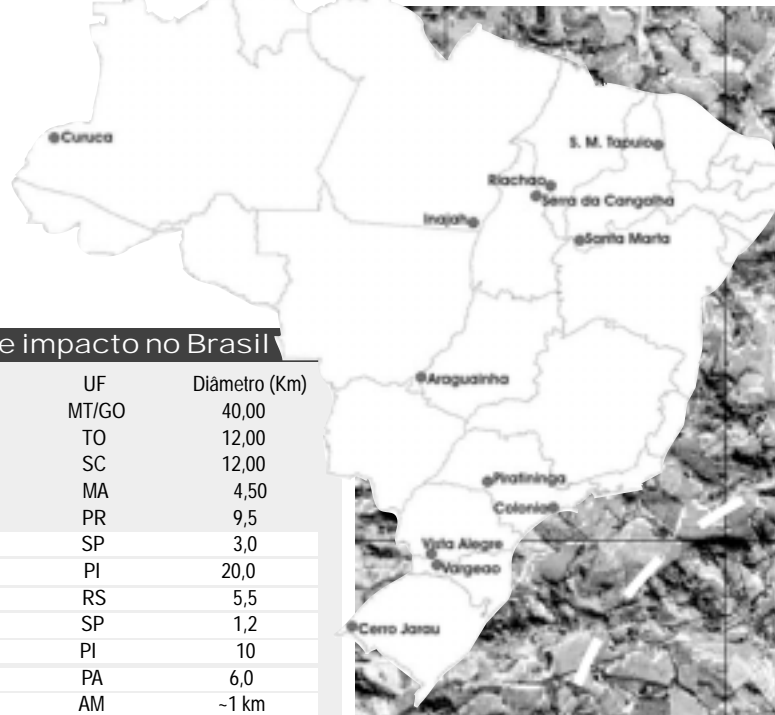 Curuca
S. M. Tapuio
Riachao
Serra da Cangalha
Inajah
Santa Marta
e impacto no Brasil
UF Diâmetro (Km)
Araguainha
MT/GO 40,00
TO 12,00
SC 12,00
MA 4,50
PR 9,5
SP 3,0
PI 20,0
RS 5,5
SP 1,2
PI 10
PA 6,0
AM ~1 km
Piratininga
Colonia
Vista Alegre
Vargeao
Cerro Jarau